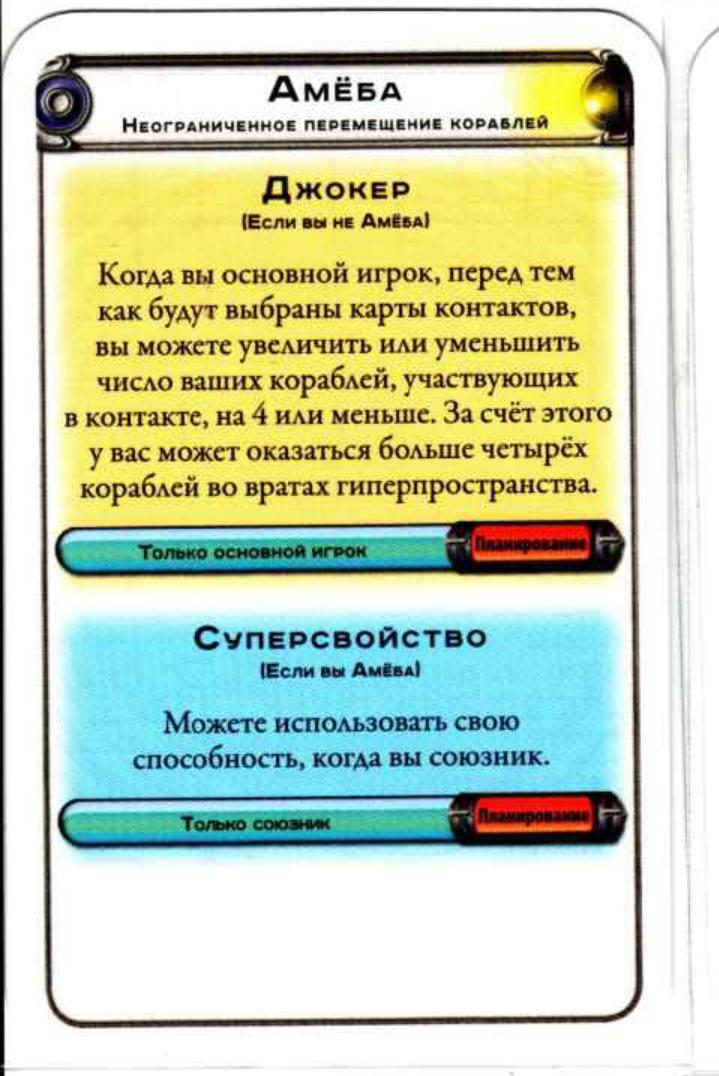 Амёба
Неограниченное перемещение кораблей
Джокер
(Если вы не Амёба)
Когда вы основной игрок, перед тем
как будут выбраны карты контактов,
вы можете увеличить или уменьшить
число ваших кораблей, участвующих
в контакте, на 4 или меньше. За счёт этого
у вас может оказаться больше четырёх
кораблей во вратах гиперпространства.
Только основной игрок
Планирование
Суперсвойство
(Если вы Амёба)
Можете использовать свою
способность, когда вы союзник.
Только союзник
Планирование